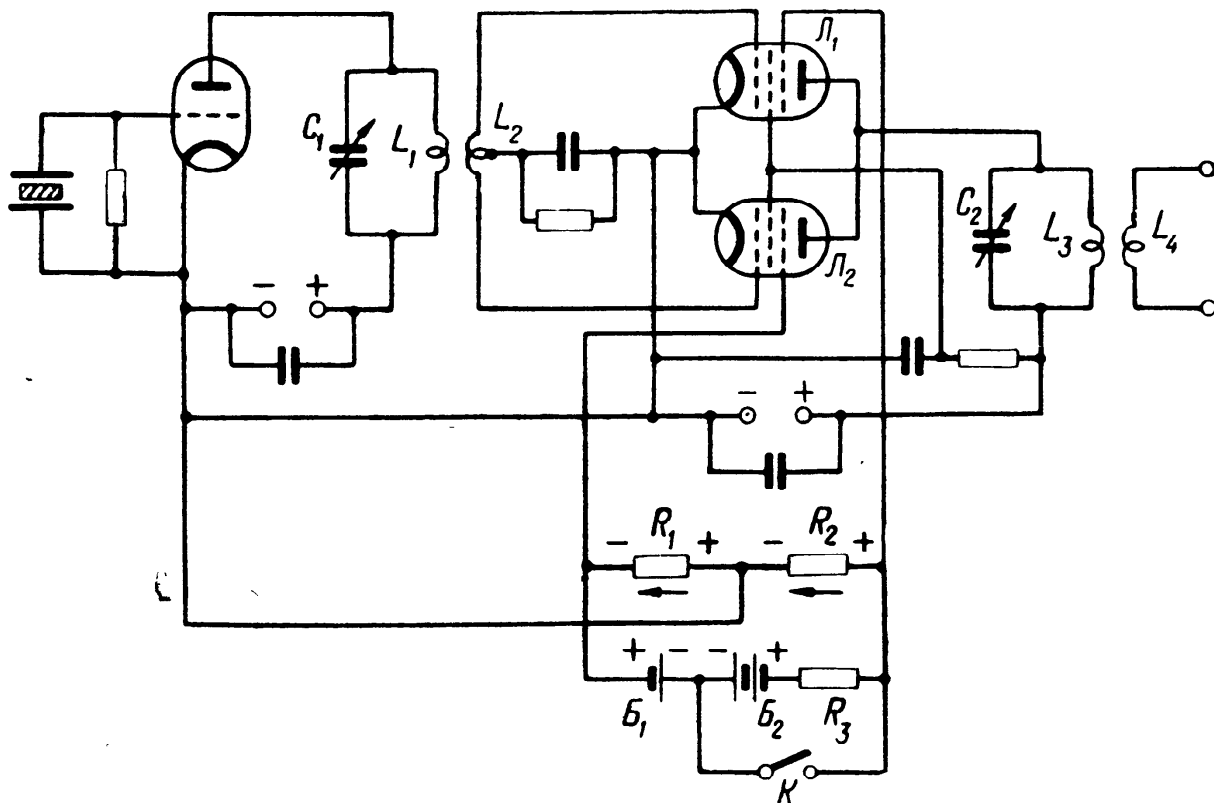 Л₁
C₁
L₁
L₂
Л₂
C₂
L₃
L₄
− +
− +
− R₁ +
− R₂ +
+ − − +
Б₁
Б₂
R₃
К